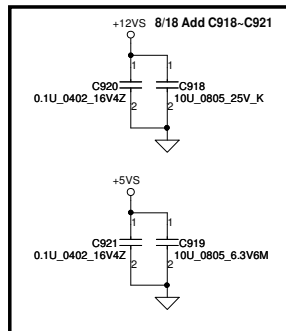 +12VS 8/18 Add C918~C921
1 1
C920 C918
0.1U_0402_16V4Z 10U_0805_25V_K
2 2
+5VS
1 1
C921 C919
0.1U_0402_16V4Z 10U_0805_6.3V6M
2 2